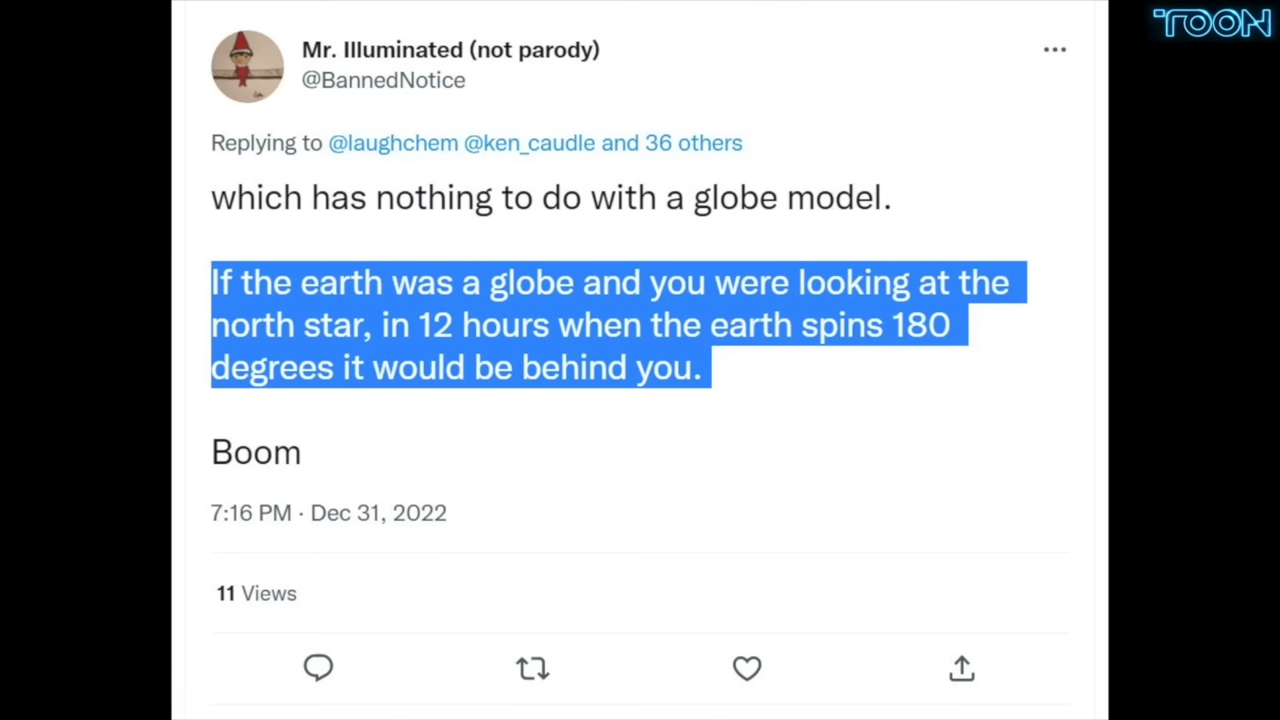 TOON
Mr. Illuminated (not parody)
@BannedNotice
Replying to @laughchem @ken_caudle and 36 others
which has nothing to do with a globe model.
If the earth was a globe and you were looking at the
north star, in 12 hours when the earth spins 180
degrees it would be behind you.
Boom
7:16 PM · Dec 31, 2022
11 Views